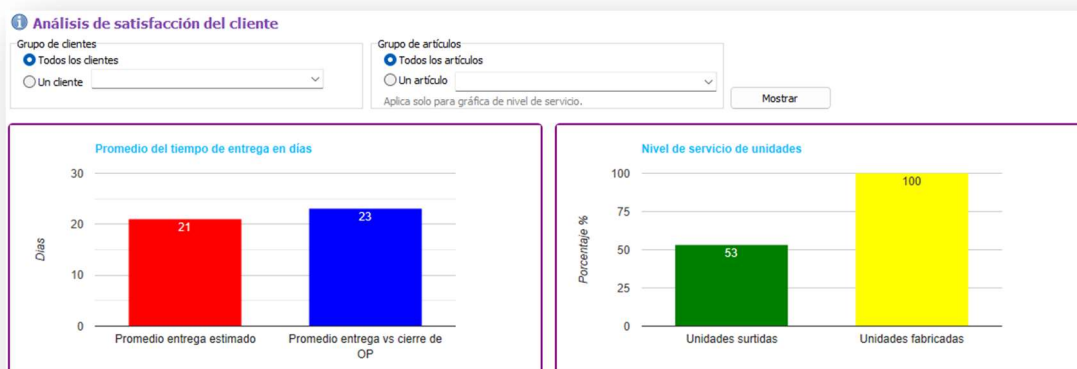 Análisis de satisfacción del cliente
Grupo de clientes
Todos los clientes
Un cliente
Grupo de artículos
Todos los artículos
Un artículo
Aplica solo para gráfica de nivel de servicio.
Mostrar
Promedio del tiempo de entrega en días
30
20
10
0
Dias
21
23
Promedio entrega estimado
Promedio entrega vs cierre de
OP
Nivel de servicio de unidades
100
75
50
25
0
Porcentaje %
53
100
Unidades surtidas
Unidades fabricadas